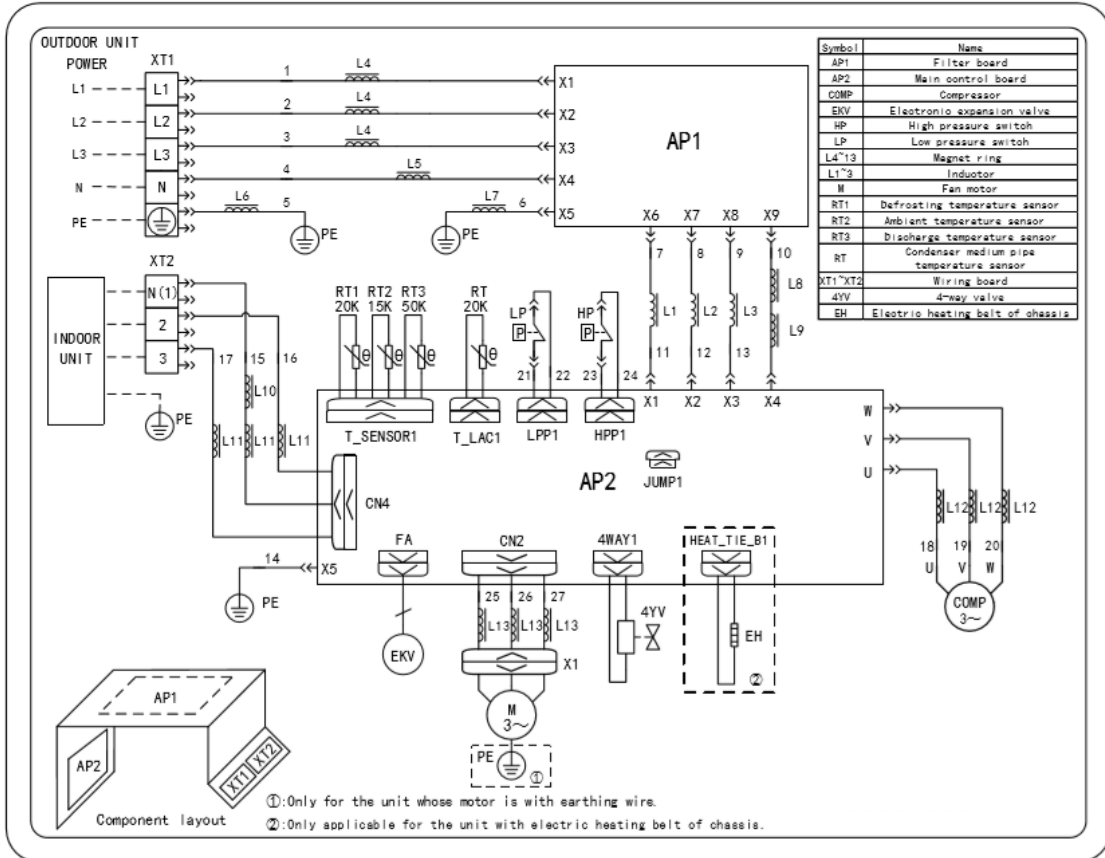 OUTDOOR UNIT
POWER XT1
L1 L1 1 L4 X1
L2 L2 2 L4 X2
L3 L3 3 L4 X3
N N 4 L5 X4
PE L6 5 PE L7 6 PE X5
AP1
X6 X7 X8 X9
7 8 9 10
L1 L2 L3 L8
L9
11 12 13
X1 X2 X3 X4
Symbol Name
AP1 Filter board
AP2 Main control board
COMP Compressor
EKV Electronic expansion valve
HP High pressure switch
LP Low pressure switch
L4~13 Magnet ring
L1~3 Inductor
M Fan motor
RT1 Defrosting temperature sensor
RT2 Ambient temperature sensor
RT3 Discharge temperature sensor
RT Condenser medium pipe
temperature sensor
XT1~XT2 Wiring board
4YV 4-way valve
EH Electric heating belt of chassis
XT2
N(1)
2
3
INDOOR
UNIT
PE
17 15 16
L10
L11 L11 L11
CN4
RT1 RT2 RT3
20K 15K 50K
θ θ θ
T_SENSOR1
RT
20K
θ
T_LAC1
LP
P
21 22
LPP1
HP
P
23 24
HPP1
AP2
JUMP1
W
V
U
L12 L12 L12
18 19 20
U V W
COMP
3~
14 X5
PE
FA
EKV
CN2
25 26 27
L13 L13 L13
X1
M
3~
PE
①
4WAY1
4YV
HEAT_TIE_B1
EH
②
AP1
AP2
XT1 XT2
Component layout
①:Only for the unit whose motor is with earthing wire.
②:Only applicable for the unit with electric heating belt of chassis.